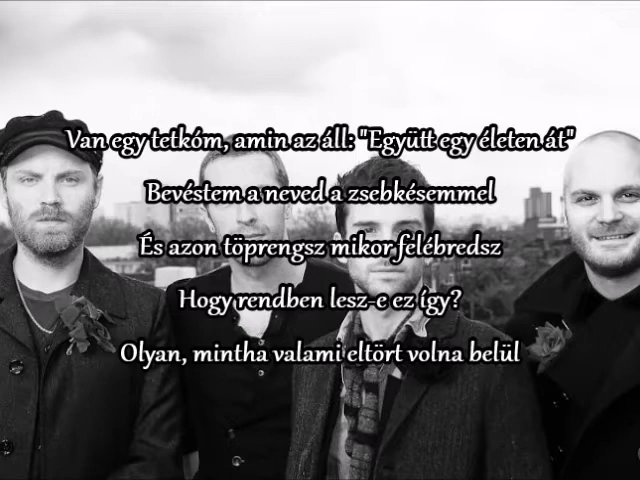 Van egy tetkóm, amin az áll: "Együtt egy életen át"
Bevéstem a neved a zsebkésemmel
És azon töprengsz mikor felébredsz
Hogy rendben lesz-e ez így?
Olyan, mintha valami eltört volna belül